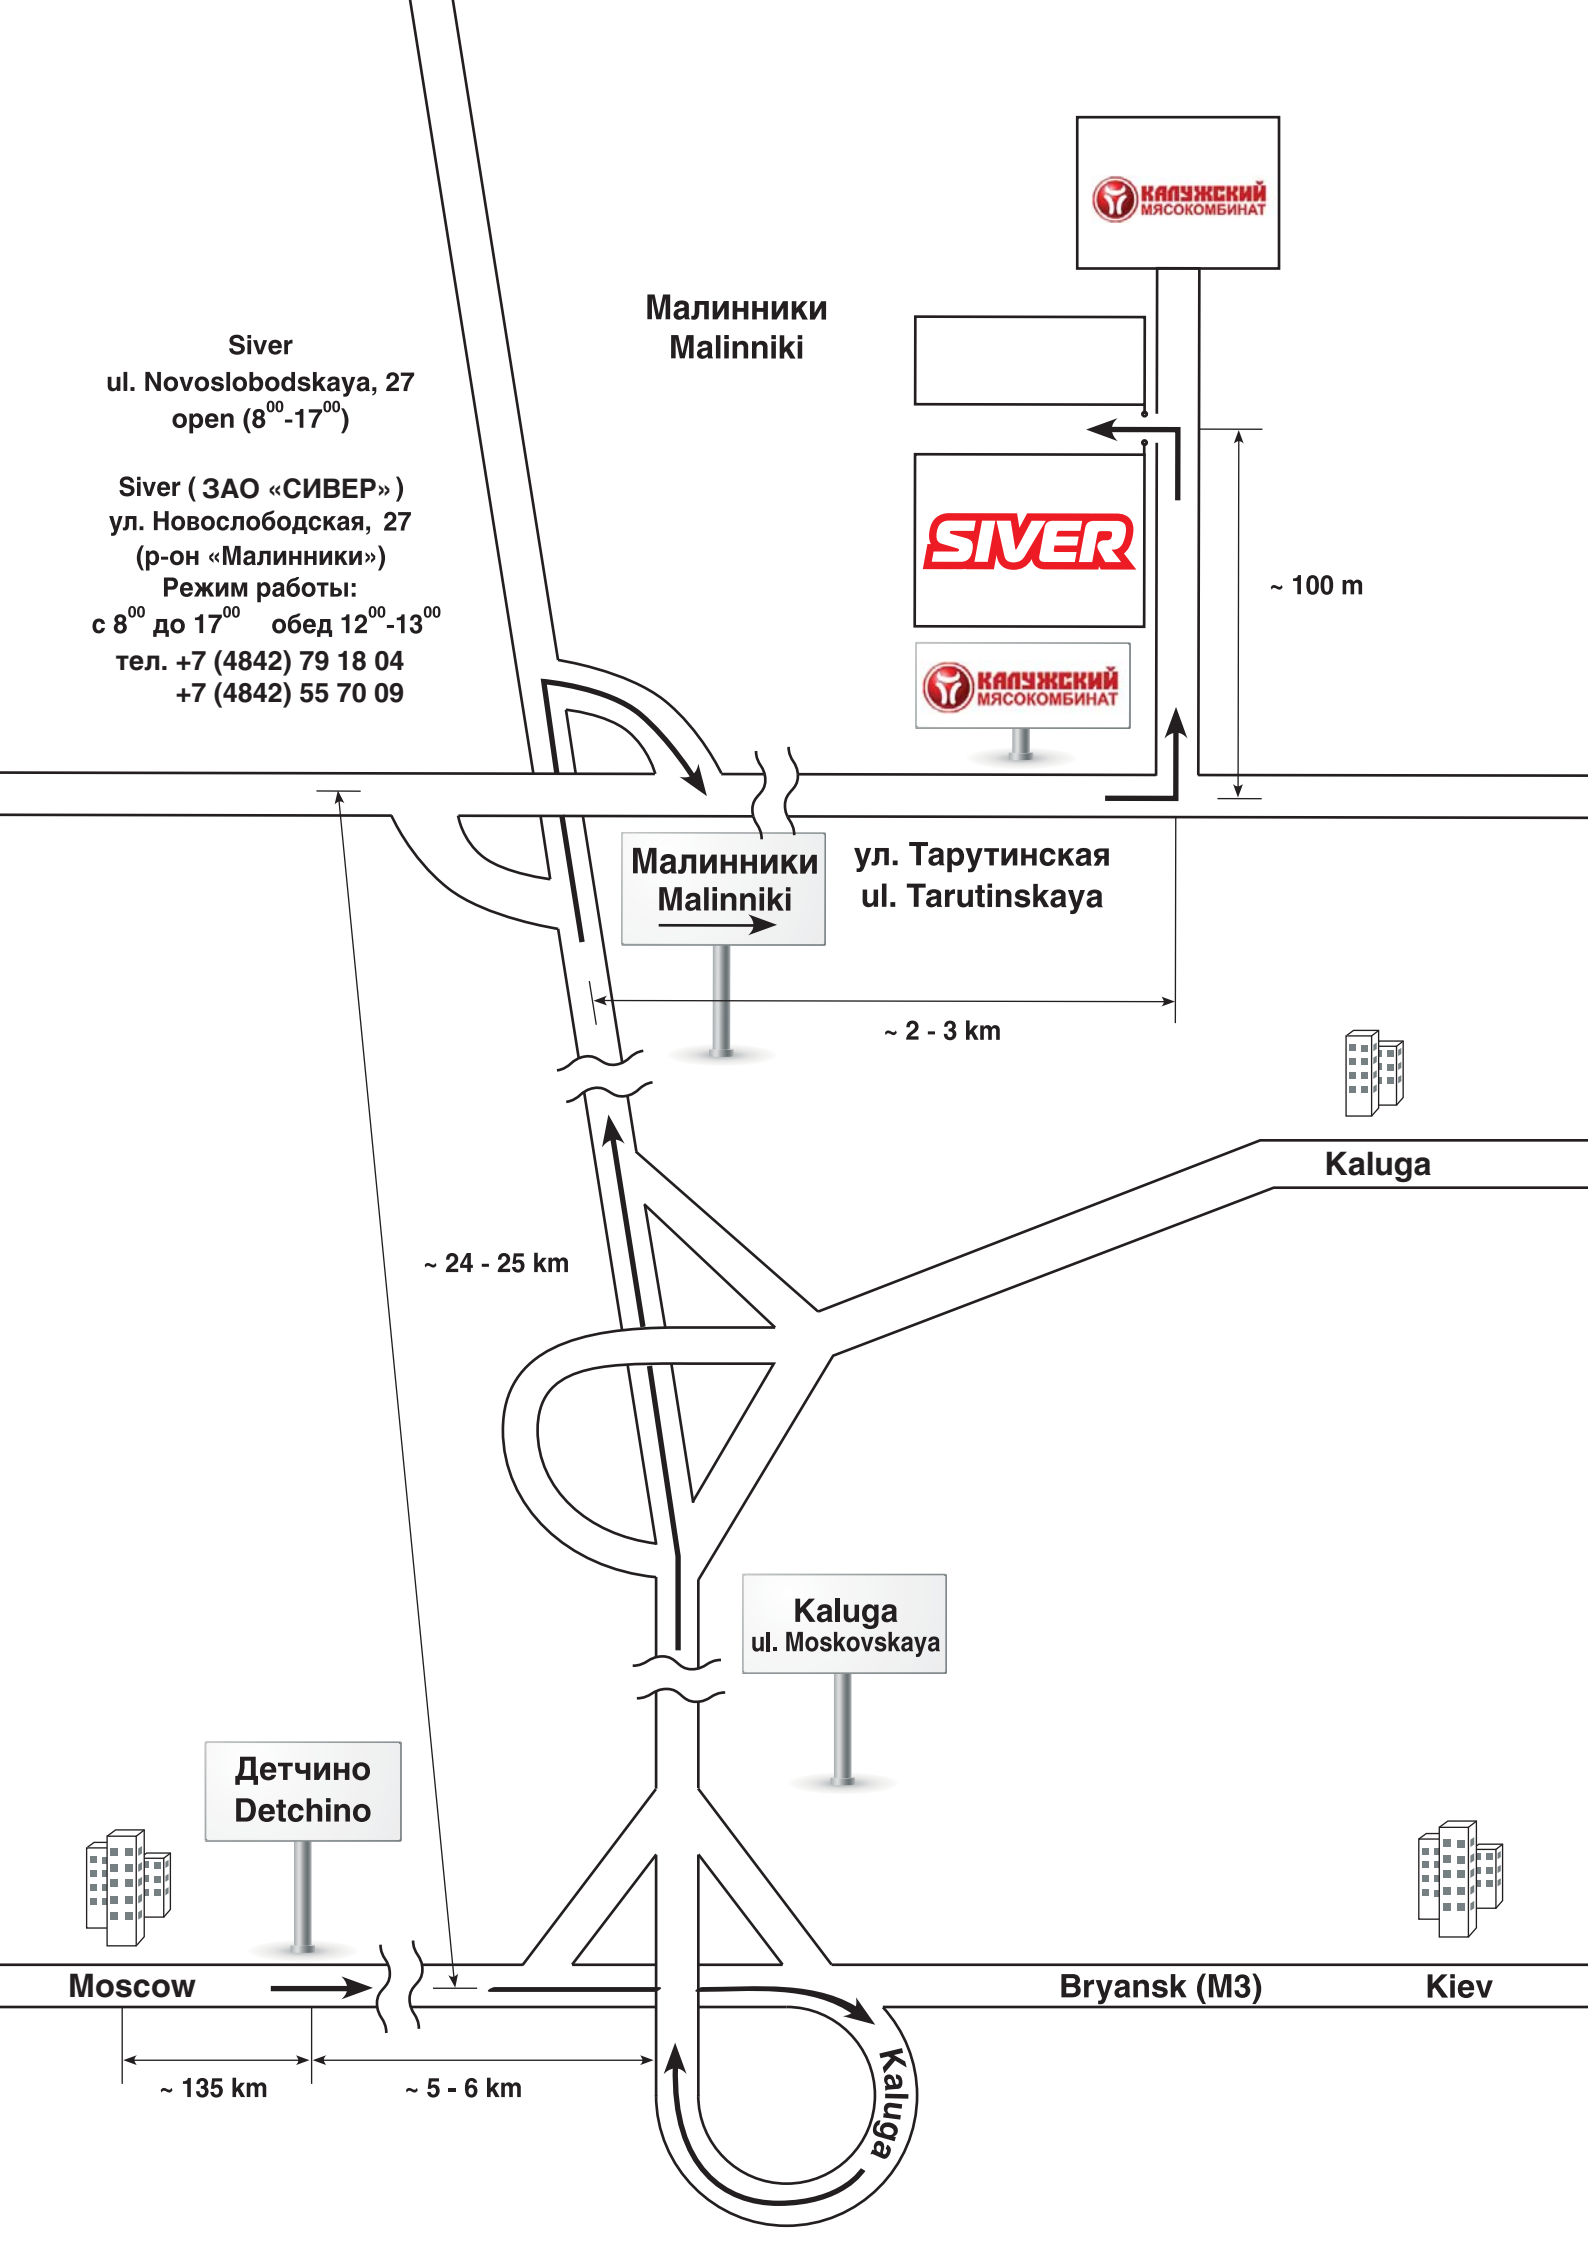 КАЛУЖСКИЙ
МЯСОКОМБИНАТ
Малинники
Malinniki
Siver
ul. Novoslobodskaya, 27
open (8⁰⁰-17⁰⁰)
Siver ( ЗАО «СИВЕР» )
ул. Новослободская, 27
(р-он «Малинники»)
Режим работы:
с 8⁰⁰ до 17⁰⁰ обед 12⁰⁰-13⁰⁰
тел. +7 (4842) 79 18 04
+7 (4842) 55 70 09
SIVER
~ 100 m
КАЛУЖСКИЙ
МЯСОКОМБИНАТ
Малинники
Malinniki
ул. Тарутинская
ul. Tarutinskaya
~ 2 - 3 km
Kaluga
~ 24 - 25 km
Kaluga
ul. Moskovskaya
Детчино
Detchino
Moscow
Bryansk (M3)
Kiev
Kaluga
~ 135 km
~ 5 - 6 km